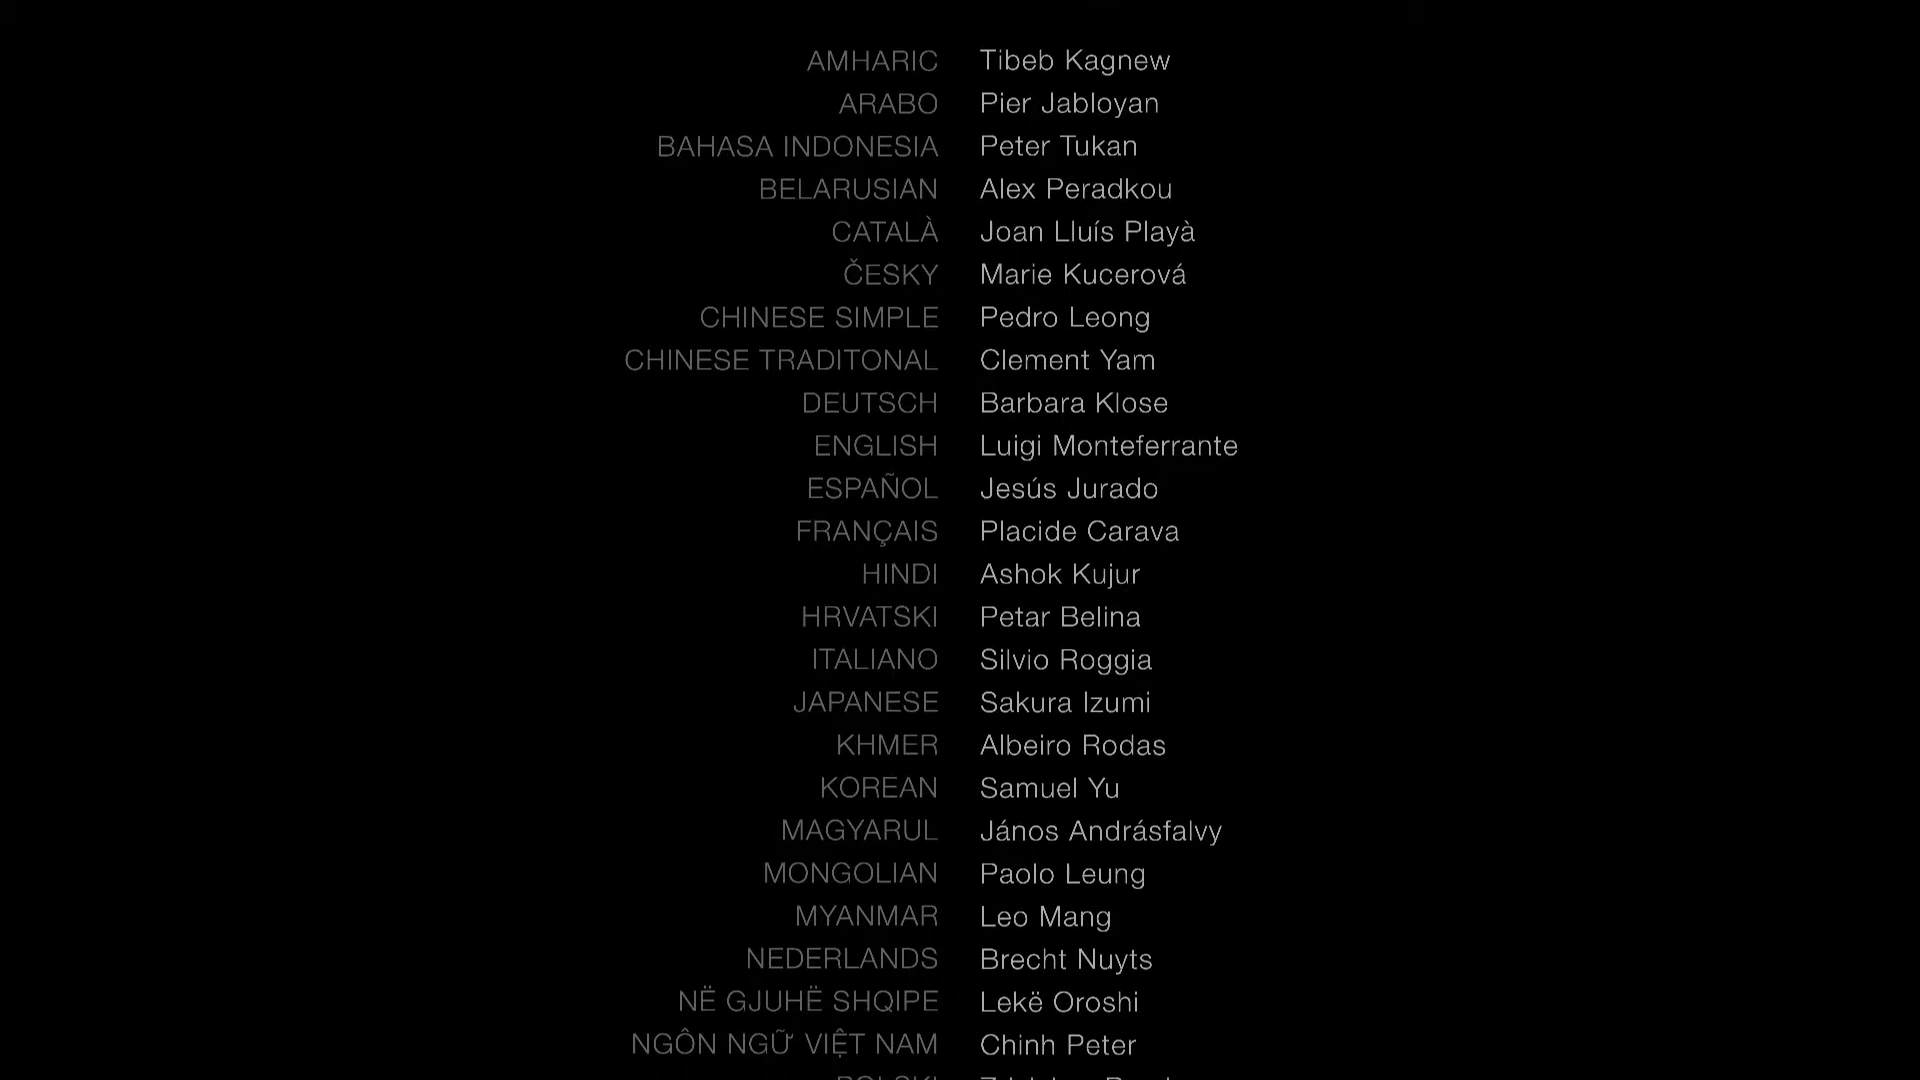 AMHARIC Tibeb Kagnew
ARABO Pier Jabloyan
BAHASA INDONESIA Peter Tukan
BELARUSIAN Alex Peradkou
CATALÀ Joan Lluís Playà
ČESKY Marie Kucerová
CHINESE SIMPLE Pedro Leong
CHINESE TRADITONAL Clement Yam
DEUTSCH Barbara Klose
ENGLISH Luigi Monteferrante
ESPAÑOL Jesús Jurado
FRANÇAIS Placide Carava
HINDI Ashok Kujur
HRVATSKI Petar Belina
ITALIANO Silvio Roggia
JAPANESE Sakura Izumi
KHMER Albeiro Rodas
KOREAN Samuel Yu
MAGYARUL János Andrásfalvy
MONGOLIAN Paolo Leung
MYANMAR Leo Mang
NEDERLANDS Brecht Nuyts
NË GJUHË SHQIPE Lekë Oroshi
NGÔN NGỮ VIỆT NAM Chinh Peter
POLSKI